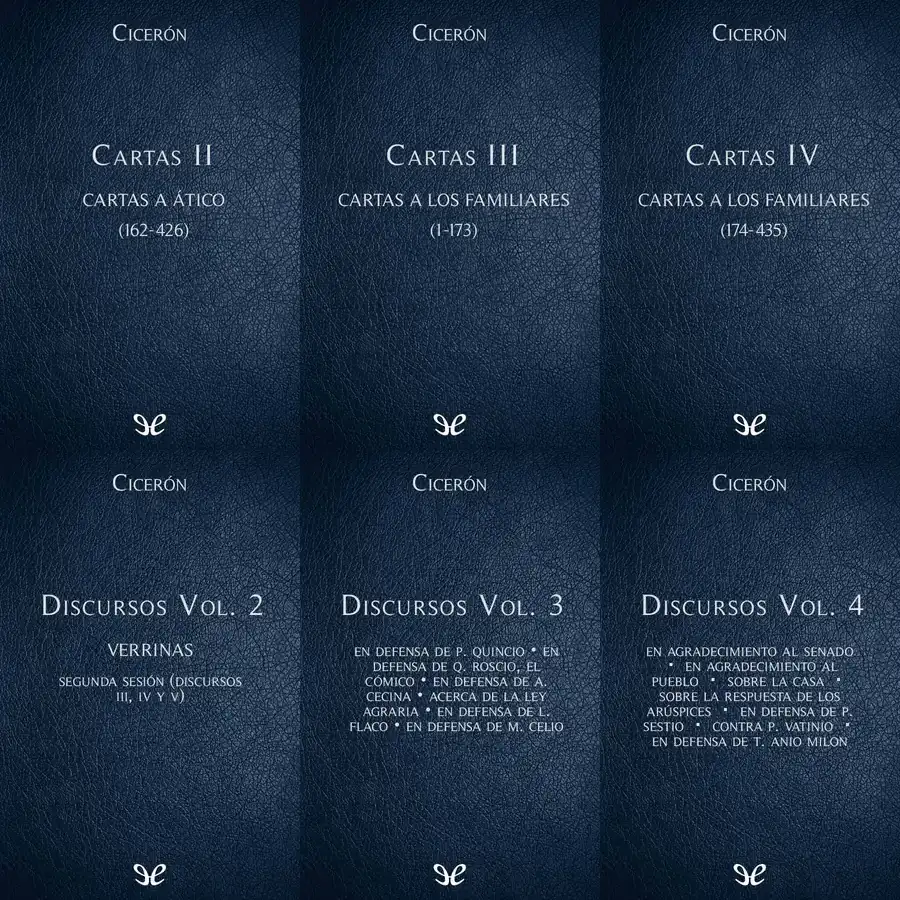 Cicerón
Cartas II
CARTAS A ÁTICO
(162-426)
Cicerón
Cartas III
CARTAS A LOS FAMILIARES
(1-173)
Cicerón
Cartas IV
CARTAS A LOS FAMILIARES
(174-435)
Cicerón
Discursos Vol. 2
VERRINAS
SEGUNDA SESIÓN (DISCURSOS
III, IV Y V)
Cicerón
Discursos Vol. 3
EN DEFENSA DE P. QUINCIO • EN
DEFENSA DE Q. ROSCIO, EL
CÓMICO • EN DEFENSA DE A.
CECINA • ACERCA DE LA LEY
AGRARIA • EN DEFENSA DE L.
FLACO • EN DEFENSA DE M. CELIO
Cicerón
Discursos Vol. 4
EN AGRADECIMIENTO AL SENADO
• EN AGRADECIMIENTO AL
PUEBLO • SOBRE LA CASA •
SOBRE LA RESPUESTA DE LOS
ARÚSPICES • EN DEFENSA DE P.
SESTIO • CONTRA P. VATINIO •
EN DEFENSA DE T. ANIO MILON